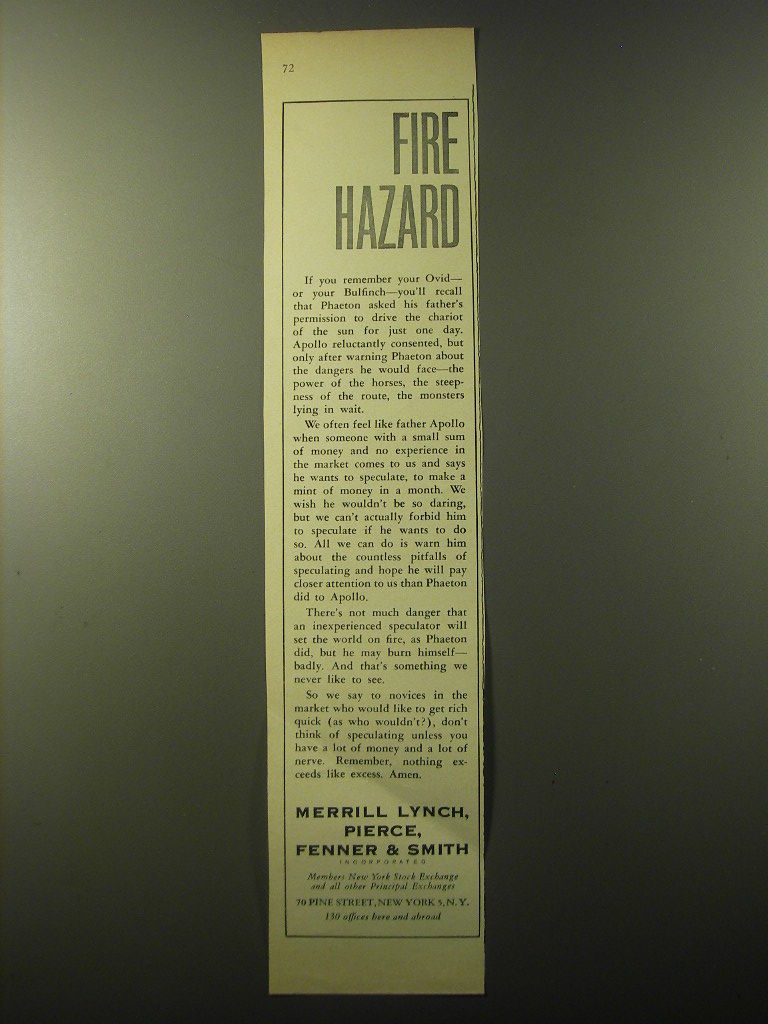 72
FIRE
HAZARD
If you remember your Ovid—
or your Bulfinch—you'll recall
that Phaeton asked his father's
permission to drive the chariot
of the sun for just one day.
Apollo reluctantly consented, but
only after warning Phaeton about
the dangers he would face—the
power of the horses, the steep-
ness of the route, the monsters
lying in wait.
We often feel like father Apollo
when someone with a small sum
of money and no experience in
the market comes to us and says
he wants to speculate, to make a
mint of money in a month. We
wish he wouldn't be so daring,
but we can't actually forbid him
to speculate if he wants to do
so. All we can do is warn him
about the countless pitfalls of
speculating and hope he will pay
closer attention to us than Phaeton
did to Apollo.
There's not much danger that
an inexperienced speculator will
set the world on fire, as Phaeton
did, but he may burn himself—
badly. And that's something we
never like to see.
So we say to novices in the
market who would like to get rich
quick (as who wouldn't?), don't
think of speculating unless you
have a lot of money and a lot of
nerve. Remember, nothing ex-
ceeds like excess. Amen.
MERRILL LYNCH,
PIERCE,
FENNER & SMITH
INCORPORATED
Members New York Stock Exchange
and all other Principal Exchanges
70 PINE STREET, NEW YORK 5, N. Y.
130 offices here and abroad